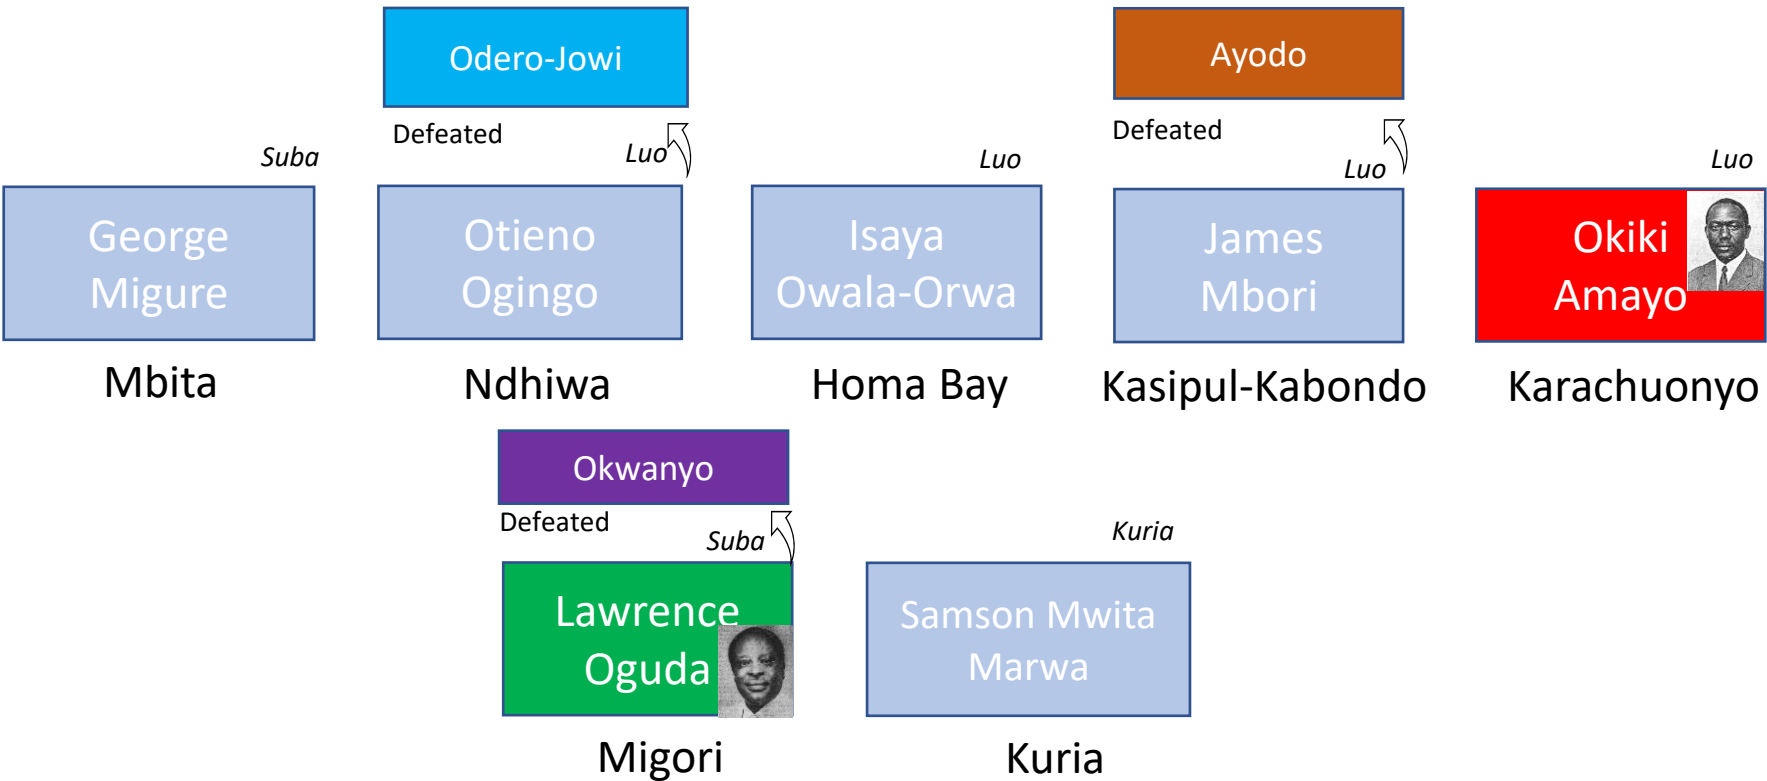 Odero-Jowi
Ayodo
Defeated
Defeated
Suba
Luo
Luo
Luo
Luo
George
Migure
Otieno
Ogingo
Isaya
Owala-Orwa
James
Mbori
Okiki
Amayo
Mbita
Ndhiwa
Homa Bay
Kasipul-Kabondo
Karachuonyo
Okwanyo
Defeated
Suba
Kuria
Lawrence
Oguda
Samson Mwita
Marwa
Migori
Kuria